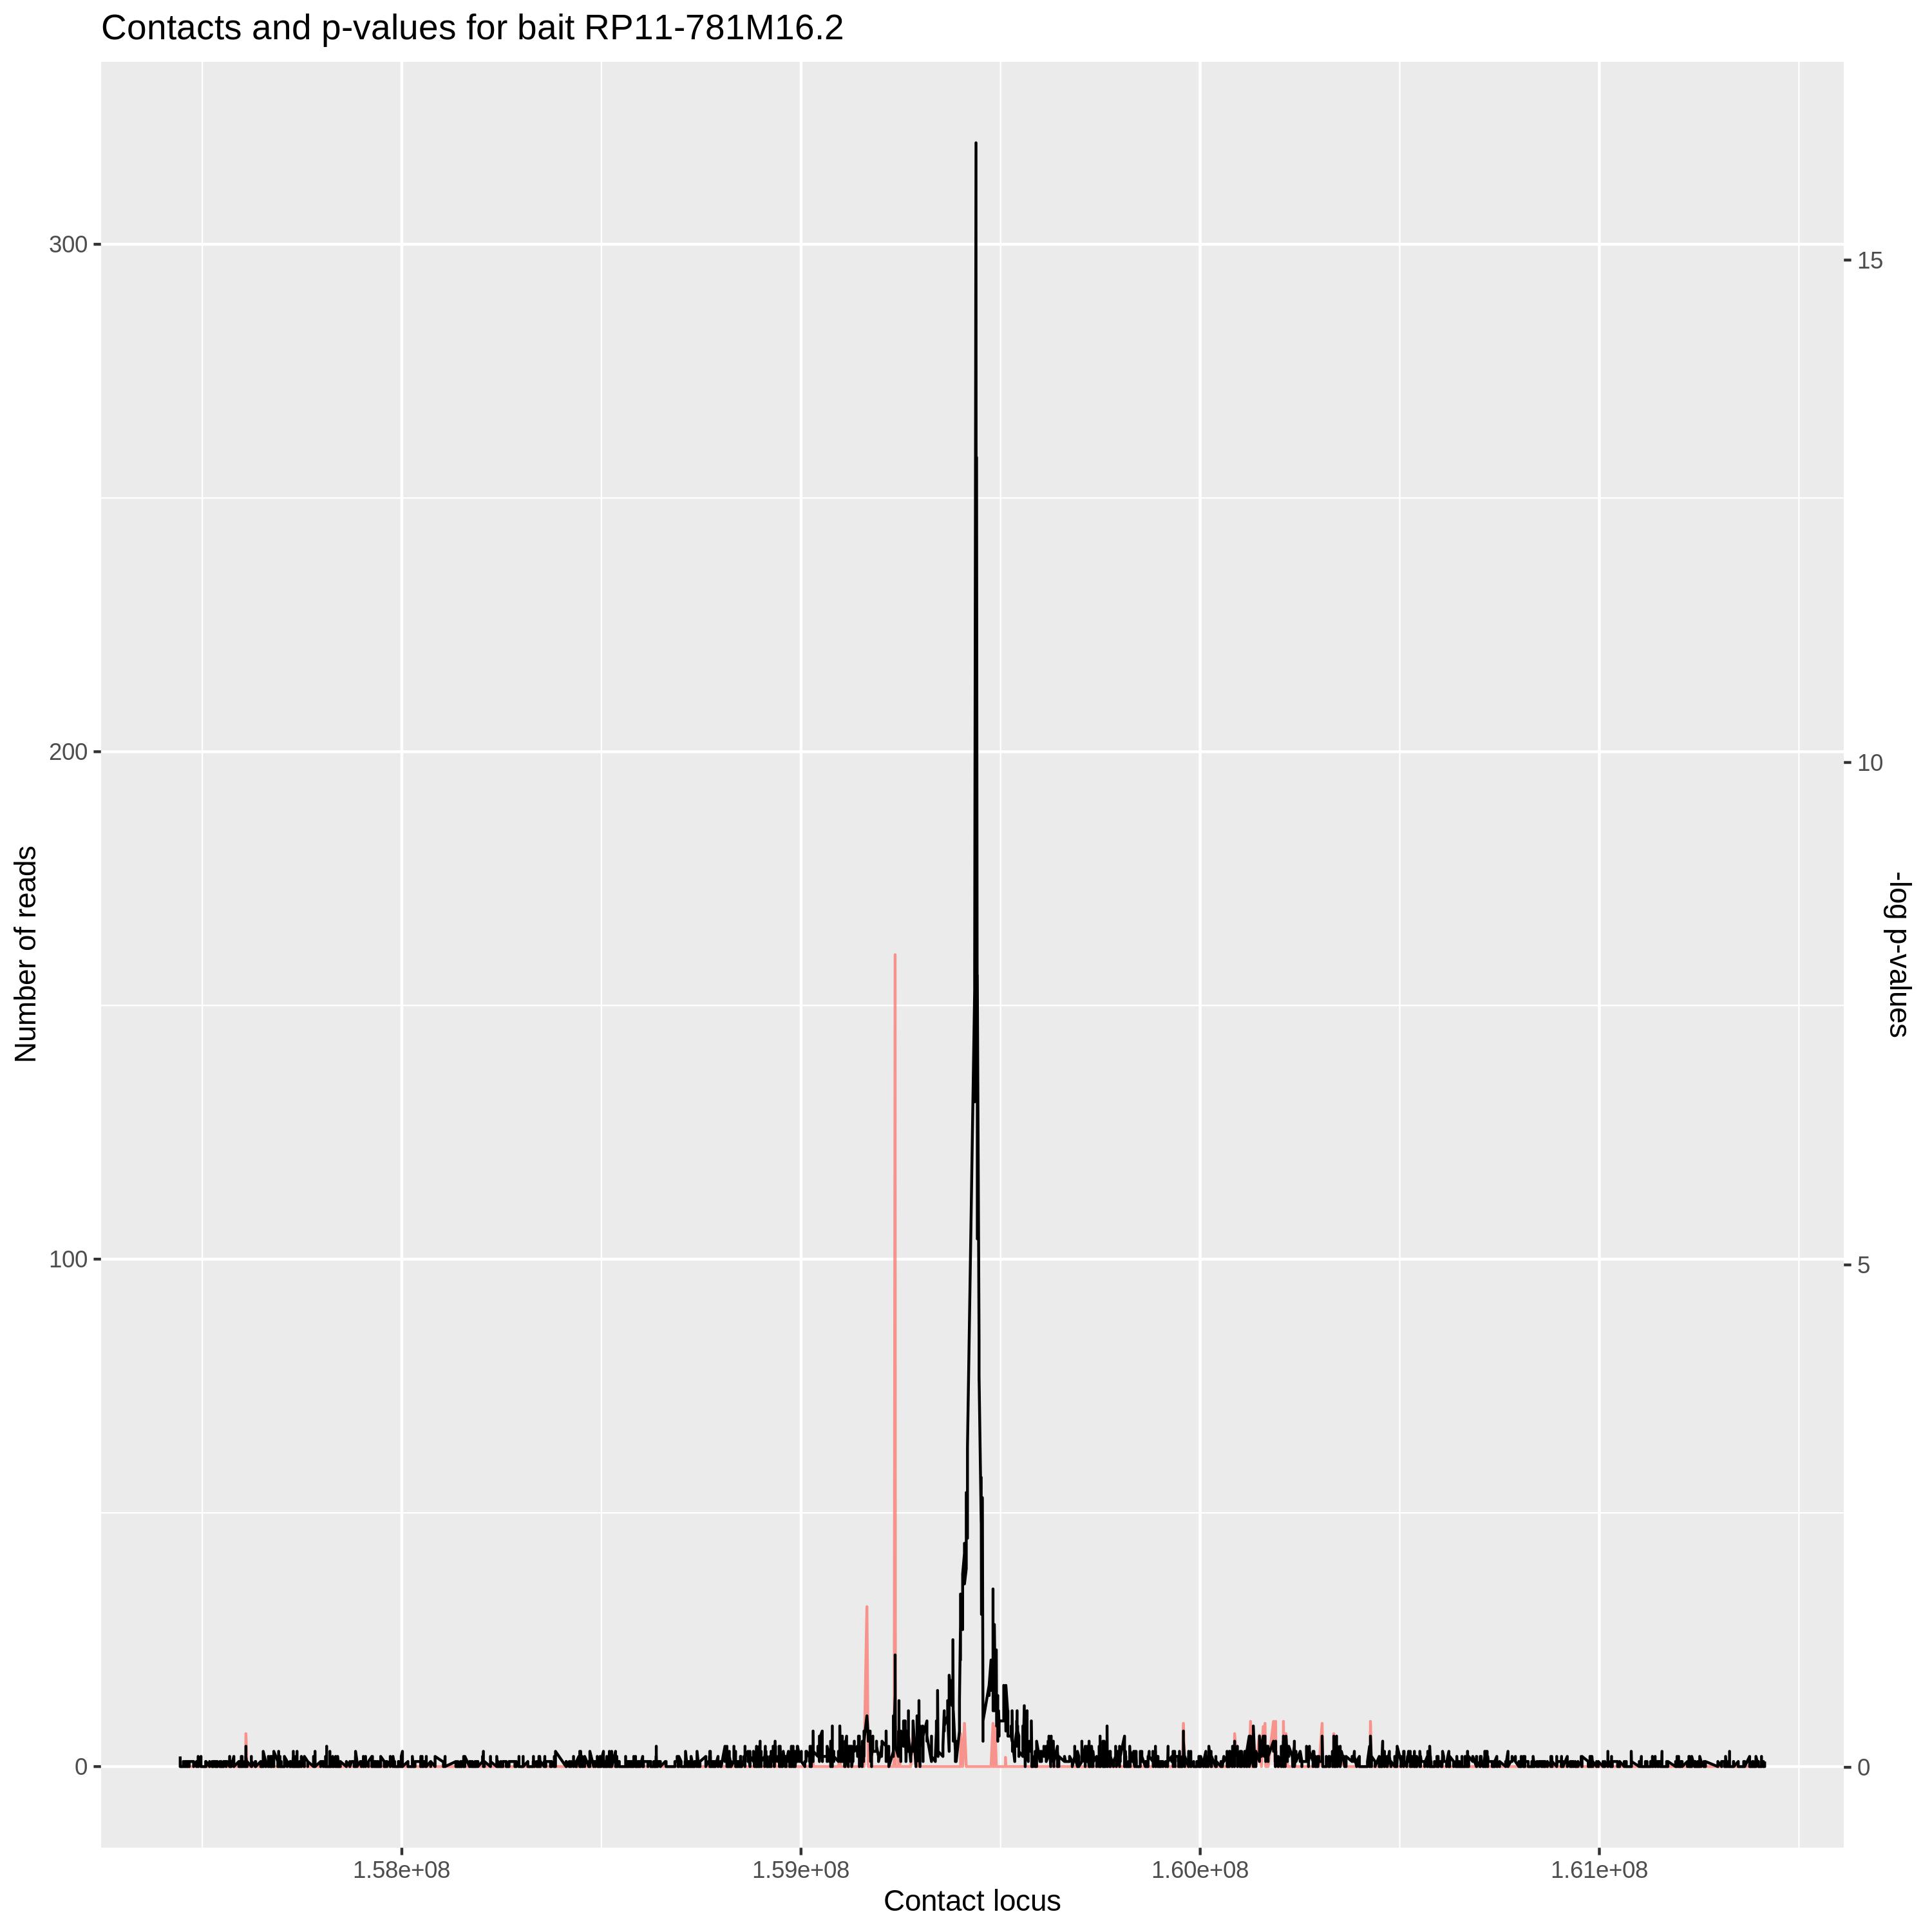 Contacts and p-values for bait RP11-781M16.2
300
200
100
0
Number of reads
15
10
5
0
-log p-values
1.58e+08
1.59e+08
1.60e+08
1.61e+08
Contact locus